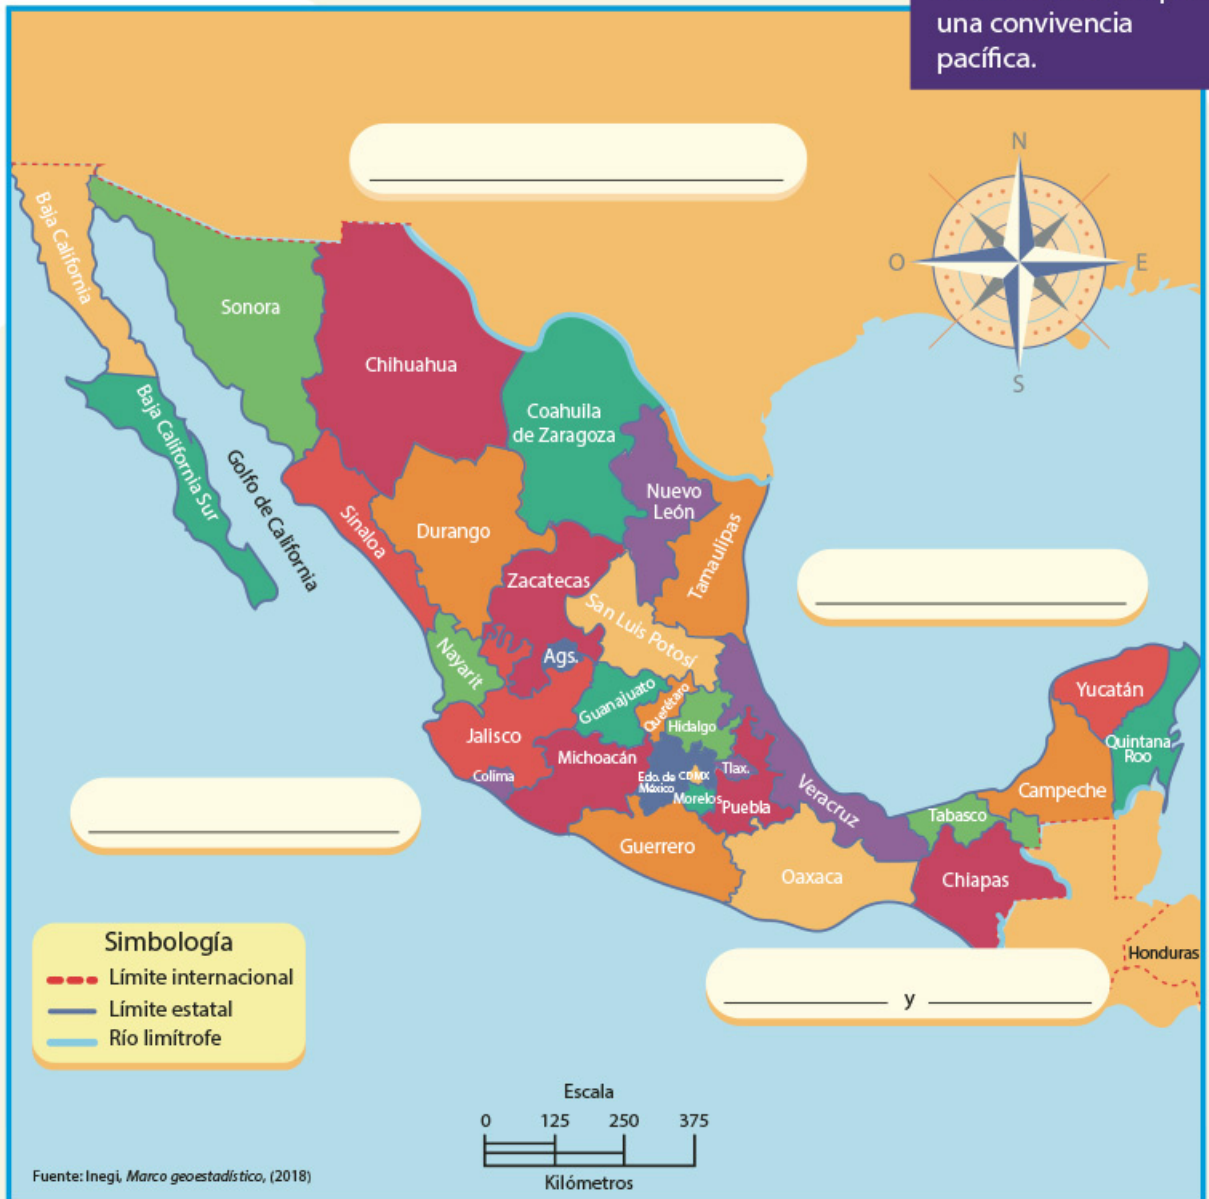 una convivencia
pacífica.
N
O
E
S
Baja California
Sonora
Chihuahua
Coahuila
de Zaragoza
Baja California Sur
Golfo de California
Nuevo
León
Tamaulipas
Sinaloa
Durango
Zacatecas
San Luis Potosí
Nayarit
Ags.
Guanajuato
Querétaro
Hidalgo
Jalisco
Michoacán
Colima
Edo. de
México
CDMX
Tlax.
Morelos
Puebla
Veracruz
Yucatán
Quintana
Roo
Campeche
Tabasco
Guerrero
Oaxaca
Chiapas
Honduras
y
Simbología
Límite internacional
Límite estatal
Río limítrofe
Escala
0 125 250 375
Kilómetros
Fuente: Inegi, Marco geoestadístico, (2018)